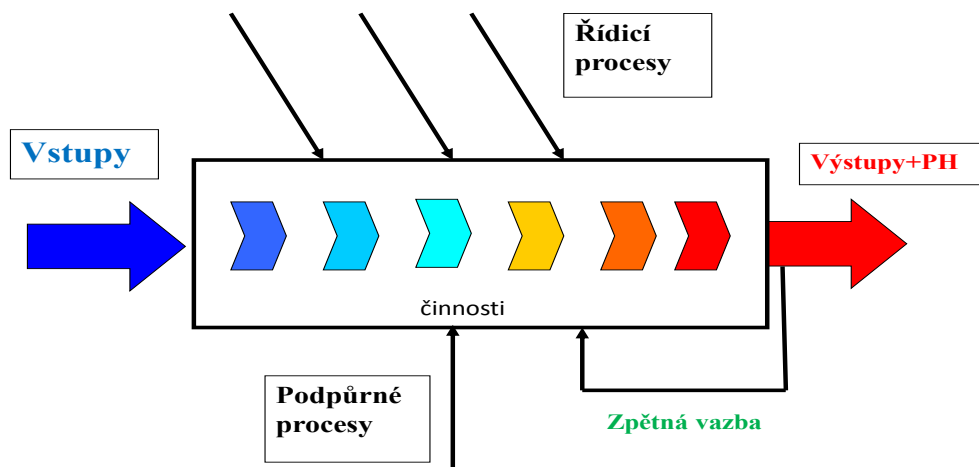 Řídicí
procesy
Vstupy
Výstupy+PH
činnosti
Podpůrné
procesy
Zpětná vazba